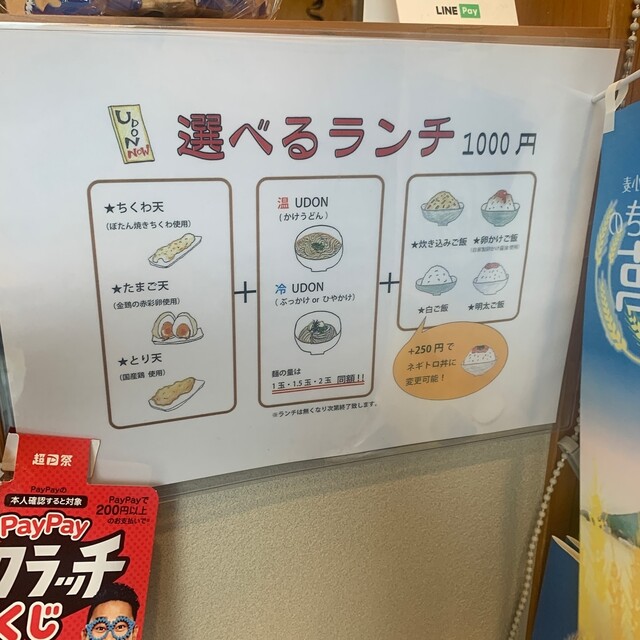 LINE Pay
UDON NOW
選べるランチ 1000円
★ちくわ天
(ぼたん焼きちくわ使用)
★たまご天
(金鶏の赤彩卵使用)
★とり天
(国産鶏 使用)
+
温 UDON
(かけうどん)
冷 UDON
(ぶっかけ or ひやかけ)
麺の量は
1玉・1.5玉・2玉 同額!!
+
★炊き込みご飯 ★卵かけご飯
★白ご飯 ★明太ご飯
+250円で
ネギトロ丼に
変更可能!
※ランチは無くなり次第終了致します。
超P祭
PayPayの
本人確認すると対象
PayPayで
200円以上
のお支払いで
PayPay
クラッチ
くじ